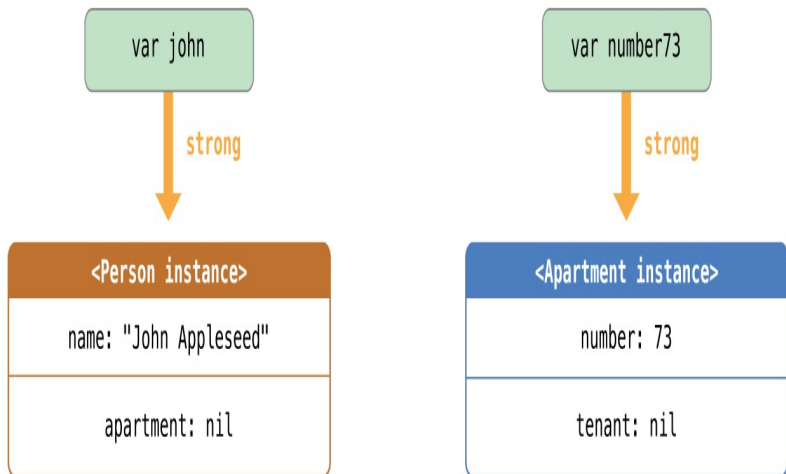 var john
var number73
strong
strong
<Person instance>
<Apartment instance>
name: "John Appleseed"
number: 73
apartment: nil
tenant: nil